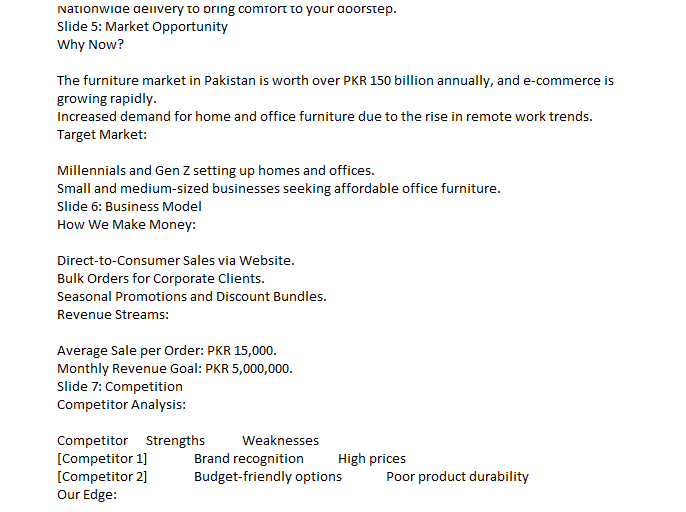 Nationwide delivery to bring comfort to your doorstep.
Slide 5: Market Opportunity
Why Now?
The furniture market in Pakistan is worth over PKR 150 billion annually, and e-commerce is
growing rapidly.
Increased demand for home and office furniture due to the rise in remote work trends.
Target Market:
Millennials and Gen Z setting up homes and offices.
Small and medium-sized businesses seeking affordable office furniture.
Slide 6: Business Model
How We Make Money:
Direct-to-Consumer Sales via Website.
Bulk Orders for Corporate Clients.
Seasonal Promotions and Discount Bundles.
Revenue Streams:
Average Sale per Order: PKR 15,000.
Monthly Revenue Goal: PKR 5,000,000.
Slide 7: Competition
Competitor Analysis:
Competitor Strengths Weaknesses
[Competitor 1] Brand recognition High prices
[Competitor 2] Budget-friendly options Poor product durability
Our Edge: